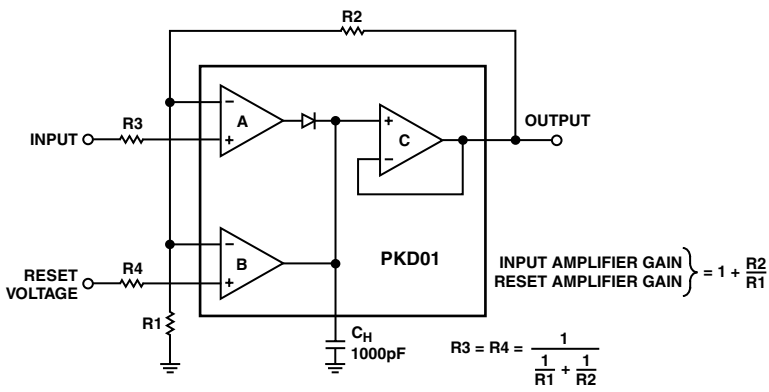 R2
A
−
+
INPUT
R3
+
−
C
OUTPUT
−
+
B
PKD01
RESET
VOLTAGE
R4
R1
C_H
1000pF
INPUT AMPLIFIER GAIN
RESET AMPLIFIER GAIN
} = 1 + R2/R1
R3 = R4 = 1 / (1/R1 + 1/R2)